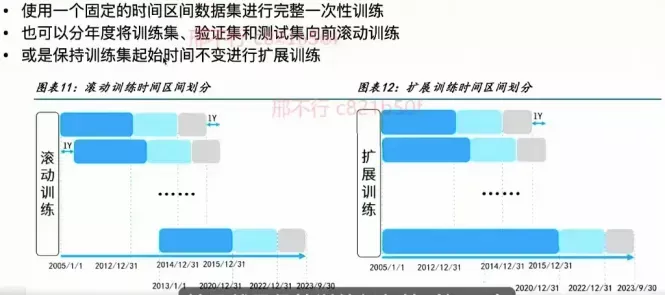 • 使用一个固定的时间区间数据集进行完整一次性训练
• 也可以分年度将训练集、验证集和测试集向前滚动训练
• 或是保持训练集起始时间不变进行扩展训练
邢不行 c821b50f
图表11：滚动训练时间区间划分
滚动训练
1Y
1Y
......
2005/1/1 2012/12/31 2014/12/31 2015/12/31
2013/1/1 2020/12/31 2022/12/31 2023/9/30
图表12：扩展训练时间区间划分
邢不行 c821b50f
扩展训练
1Y
......
2005/1/1 2012/12/31 2014/12/31 2015/12/31
2020/12/31 2022/12/31 2023/9/30